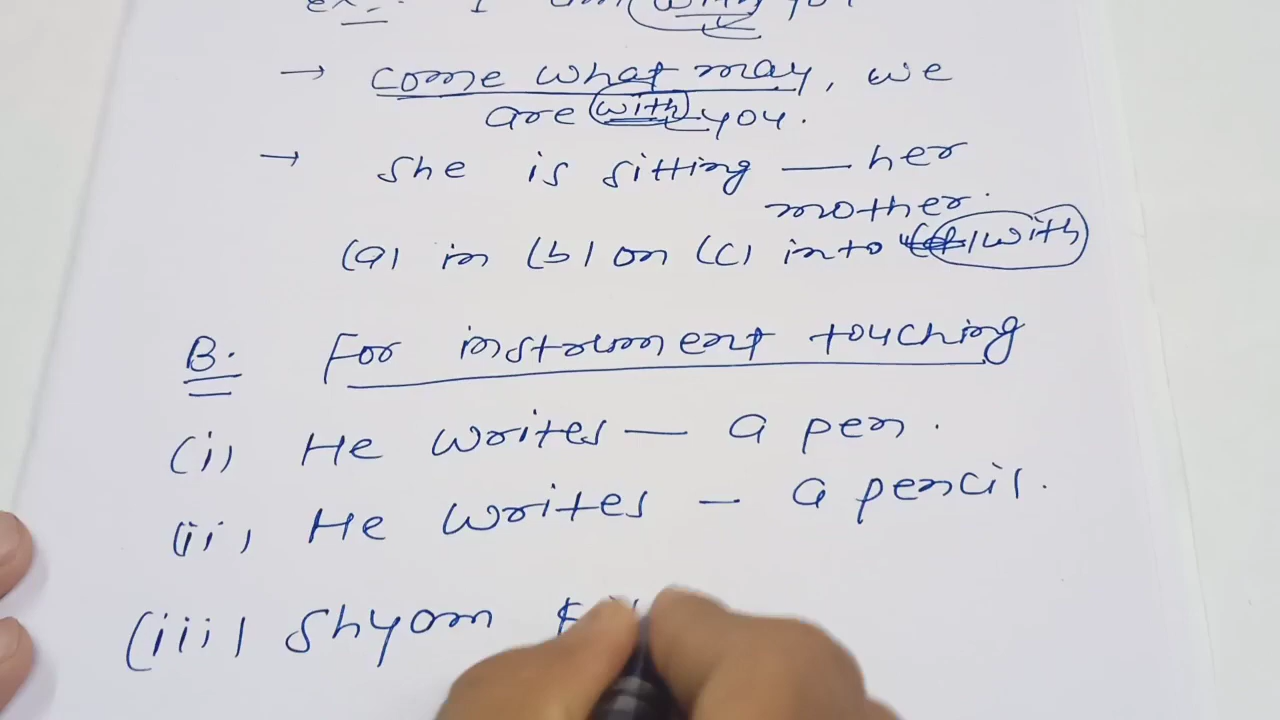 → come what may, we
are with you.
→ She is sitting — her
mother.
(a) in (b) on (c) into with
B. For instrument touching
(i) He writes — a pen.
(ii) He writes — a pencil.
(iii) Shyam